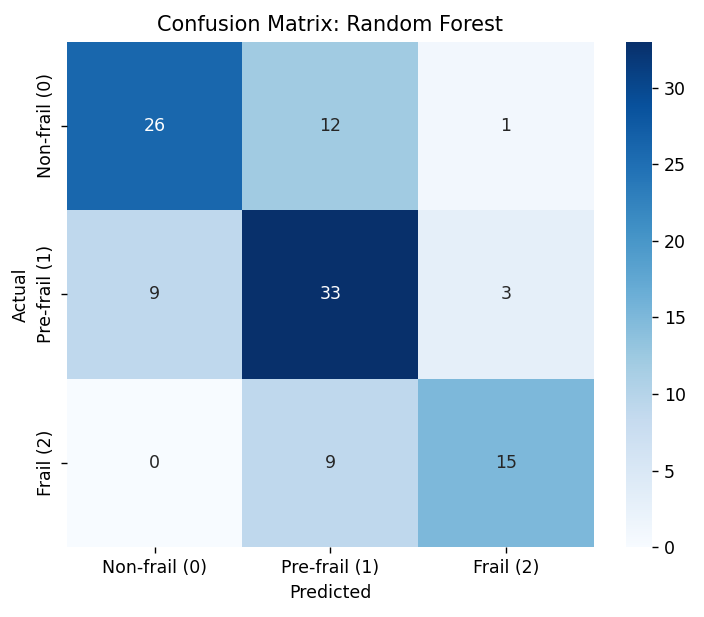 Confusion Matrix: Random Forest
Actual
Non-frail (0)
26
12
1
Pre-frail (1)
9
33
3
Frail (2)
0
9
15
Non-frail (0)
Pre-frail (1)
Frail (2)
Predicted
30
25
20
15
10
5
0